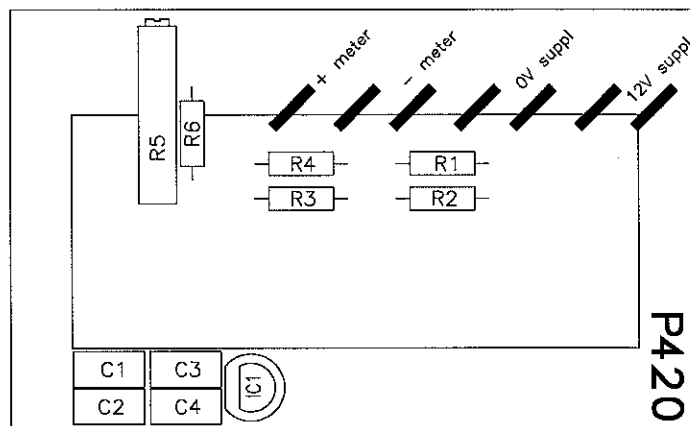 + meter
- meter
0V suppl
12V suppl
R5
R6
R4
R1
R3
R2
P420
C1
C3
IC1
C2
C4